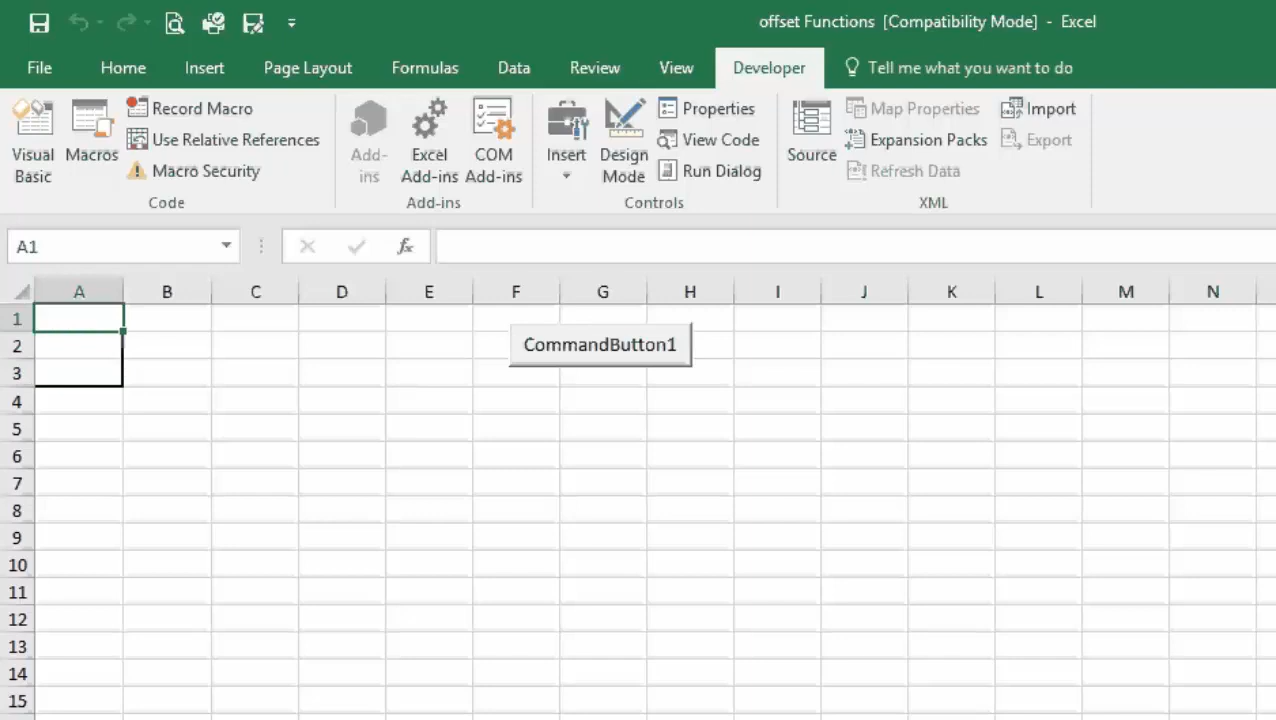 offset Functions [Compatibility Mode] - Excel
File Home Insert Page Layout Formulas Data Review View Developer Tell me what you want to do
Visual Basic
Macros
Record Macro
Use Relative References
Macro Security
Code
Add-ins
Excel Add-ins
COM Add-ins
Add-ins
Insert
Design Mode
Properties
View Code
Run Dialog
Controls
Source
Map Properties
Expansion Packs
Refresh Data
Import
Export
XML
A1 fx
A B C D E F G H I J K L M N
1
2
CommandButton1
3
4
5
6
7
8
9
10
11
12
13
14
15